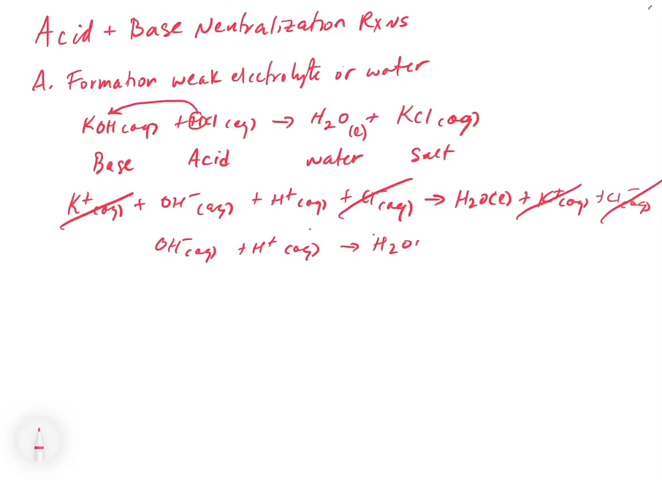 Acid + Base Neutralization Rxns
A. Formation weak electrolyte or water
KOH(aq) + HCl(aq) → H2O(l) + KCl(aq)
Base Acid water Salt
K+(aq) + OH-(aq) + H+(aq) + Cl-(aq) → H2O(l) + K+(aq) + Cl-(aq)
OH-(aq) + H+(aq) → H2O